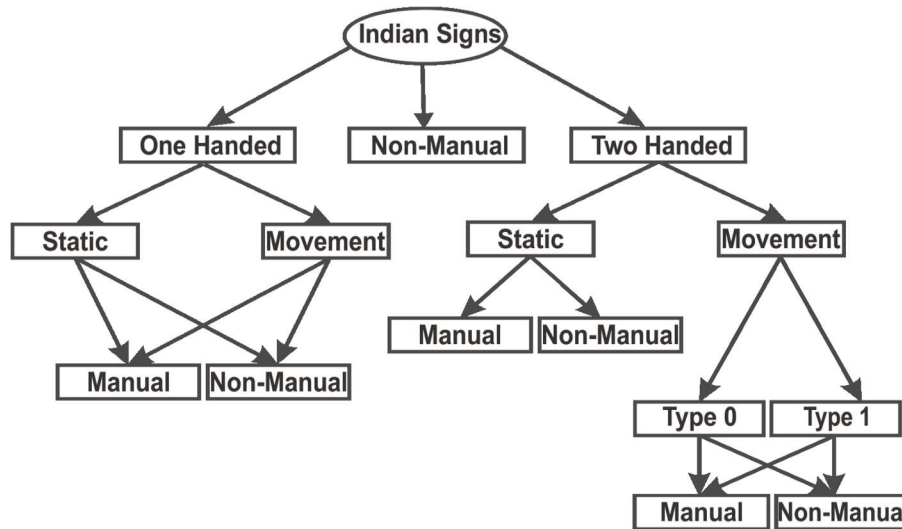 Indian Signs
One Handed
Non-Manual
Two Handed
Static
Movement
Static
Movement
Manual
Non-Manual
Manual
Non-Manual
Type 0
Type 1
Manual
Non-Manual